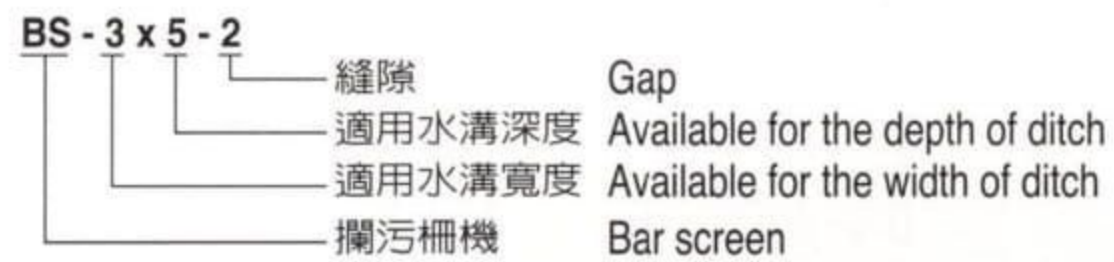 BS - 3 x 5 - 2
縫隙 Gap
適用水溝深度 Available for the depth of ditch
適用水溝寬度 Available for the width of ditch
攔污柵機 Bar screen